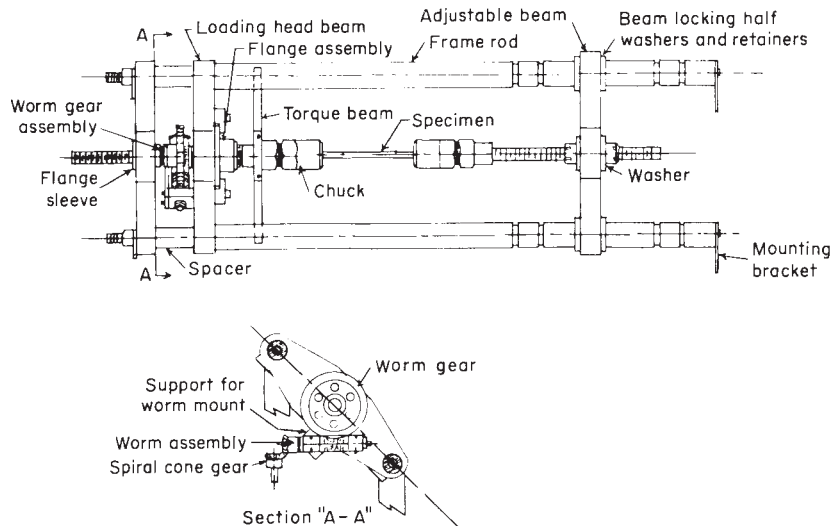 A
Loading head beam
Flange assembly
Adjustable beam
Frame rod
Beam locking half
washers and retainers
Worm gear
assembly
Torque beam
Specimen
Flange
sleeve
Chuck
Washer
A
Spacer
Mounting
bracket
Worm gear
Support for
worm mount
Worm assembly
Spiral cone gear
Section "A-A"